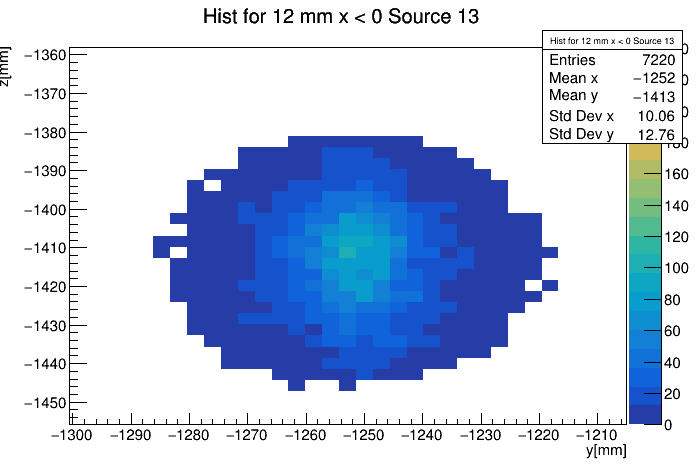 Hist for 12 mm x < 0 Source 13
Hist for 12 mm x < 0 Source 13
Entries 7220
Mean x −1252
Mean y −1413
Std Dev x 10.06
Std Dev y 12.76
z[mm]
−1360
−1370
−1380
−1390
−1400
−1410
−1420
−1430
−1440
−1450
−1300 −1290 −1280 −1270 −1260 −1250 −1240 −1230 −1220 −1210
y[mm]
160
140
120
100
80
60
40
20
0